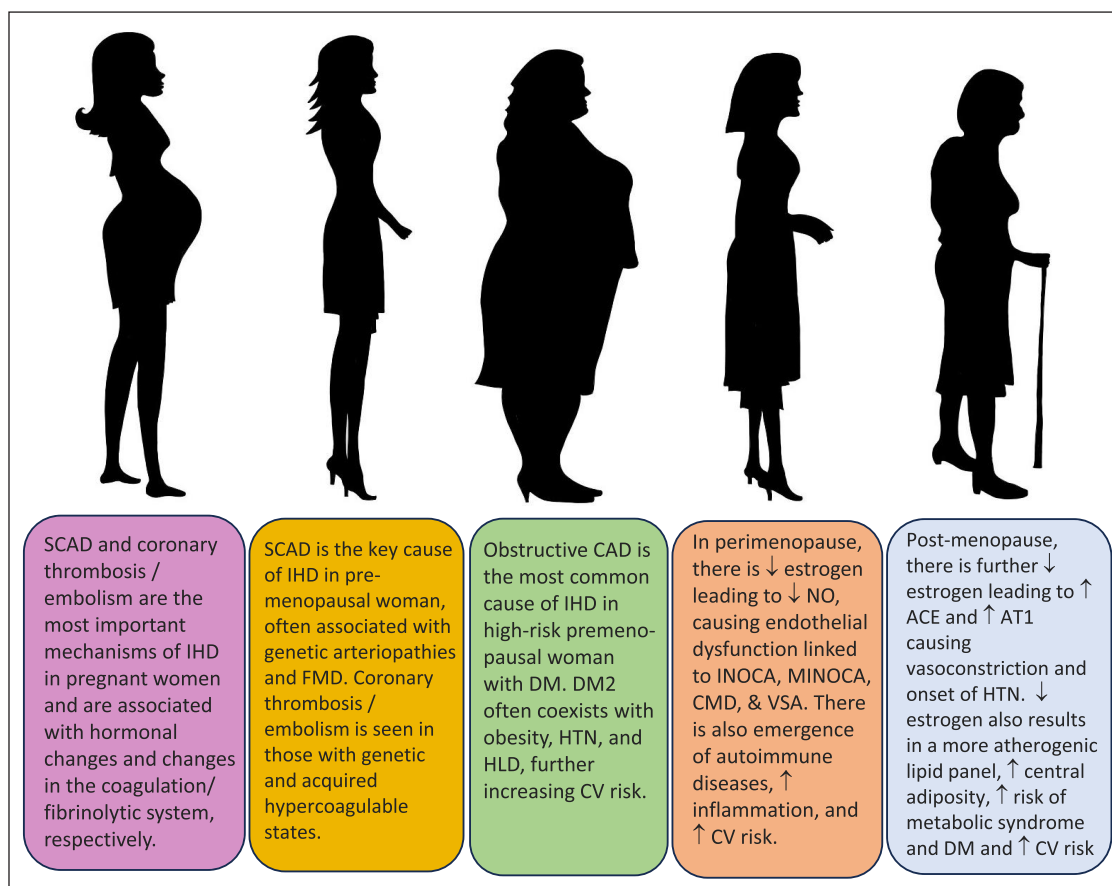 SCAD and coronary
thrombosis /
embolism are the
most important
mechanisms of IHD
in pregnant women
and are associated
with hormonal
changes and changes
in the coagulation/
fibrinolytic system,
respectively.
SCAD is the key cause
of IHD in pre-
menopausal woman,
often associated with
genetic arteriopathies
and FMD. Coronary
thrombosis /
embolism is seen in
those with genetic
and acquired
hypercoagulable
states.
Obstructive CAD is
the most common
cause of IHD in
high-risk premeno-
pausal woman
with DM. DM2
often coexists with
obesity, HTN, and
HLD, further
increasing CV risk.
In perimenopause,
there is ↓ estrogen
leading to ↓ NO,
causing endothelial
dysfunction linked
to INOCA, MINOCA,
CMD, & VSA. There
is also emergence
of autoimmune
diseases, ↑
inflammation, and
↑ CV risk.
Post-menopause,
there is further ↓
estrogen leading to ↑
ACE and ↑ AT1
causing
vasoconstriction and
onset of HTN. ↓
estrogen also results
in a more atherogenic
lipid panel, ↑ central
adiposity, ↑ risk of
metabolic syndrome
and DM and ↑ CV risk